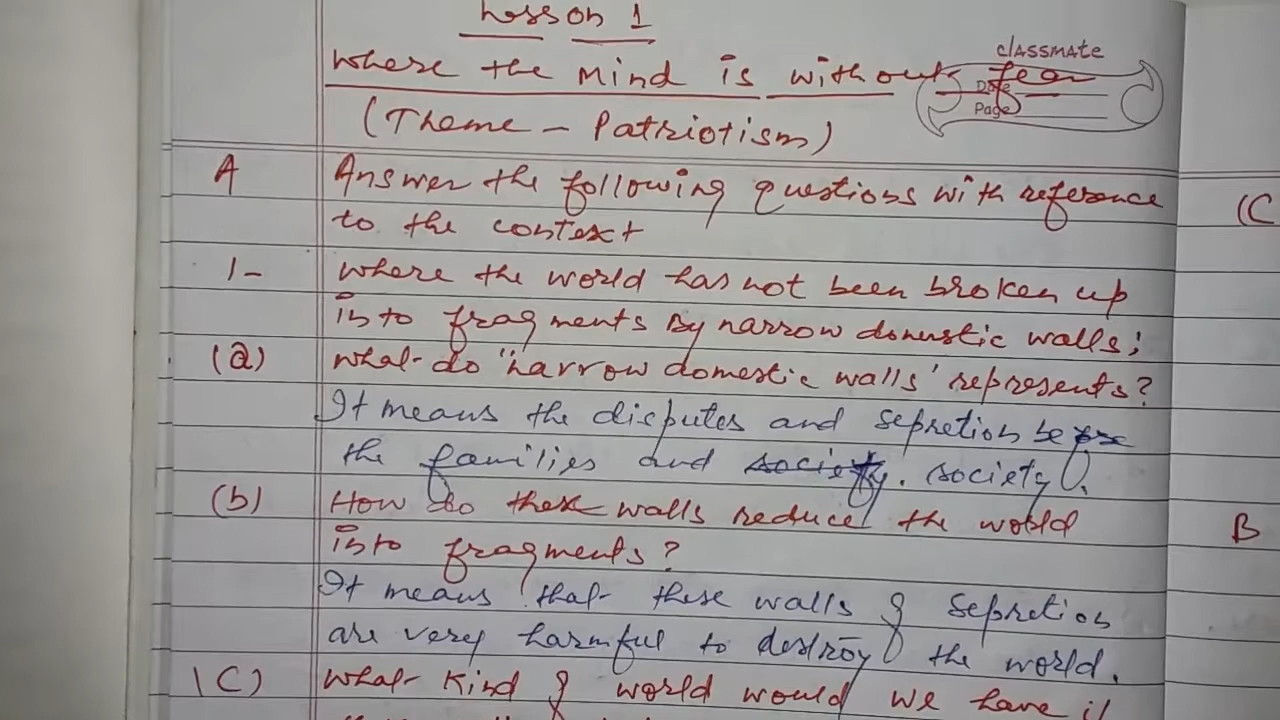 Lesson 1
Where the Mind is without fear
(Theme - Patriotism)
classmate
Date
Page
A Answer the following questions with reference
to the context
1- where the world has not been broken up
into fragments By narrow domestic walls;
(a) what do "narrow domestic walls' represents?
It means the disputes and sepretion
the families and society. society.
(b) How do these walls reduce the world
into fragments?
It means that these walls of sepretion
are very harmful to destroy the world.
(C) what kind of world would we have if
(C
B